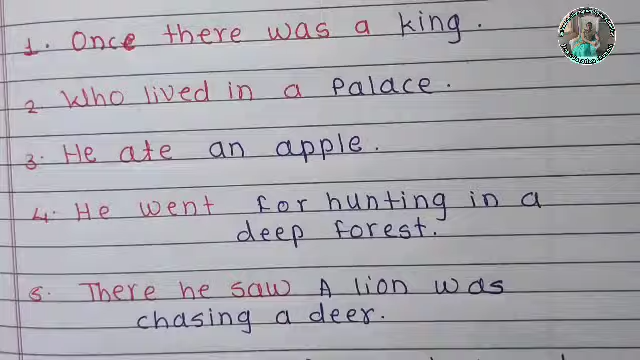 1. Once there was a king.
2. Who lived in a palace.
3. He ate an apple.
4. He went for hunting in a
deep forest.
5. There he saw A lion was
chasing a deer.